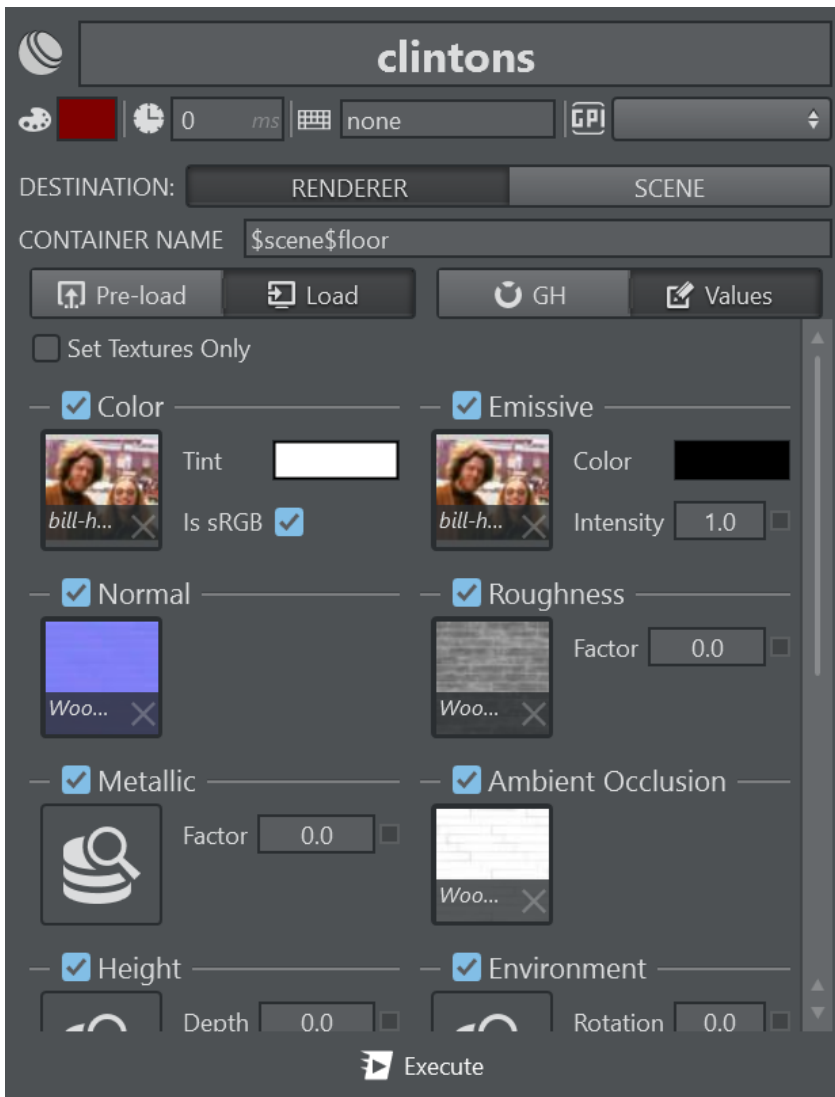 clintons
0 ms none GPI
DESTINATION: RENDERER SCENE
CONTAINER NAME $scene$floor
Pre-load Load GH Values
Set Textures Only
Color Emissive
Tint Color
bill-h... Is sRGB bill-h... Intensity 1.0
Normal Roughness
Factor 0.0
Woo... Woo...
Metallic Ambient Occlusion
Factor 0.0
Woo...
Height Environment
Depth 0.0 Rotation 0.0
Execute